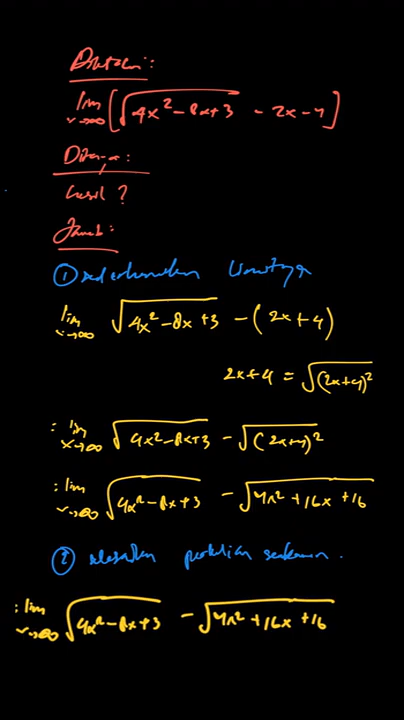 Diketahui:
lim x→∞ (√(4x² - 8x + 3) - 2x - 4)
Ditanya:
hasil ?
Jawab:
① sederhanakan limitnya
lim x→∞ √(4x² - 8x + 3) - (2x + 4)
2x + 4 = √(2x + 4)²
: lim x→∞ √(4x² - 8x + 3) - √(2x + 4)²
: lim x→∞ √(4x² - 8x + 3) - √(4x² + 16x + 16)
② selesaikan perkalian sekawan.
: lim x→∞ √(4x² - 8x + 3) - √(4x² + 16x + 16)